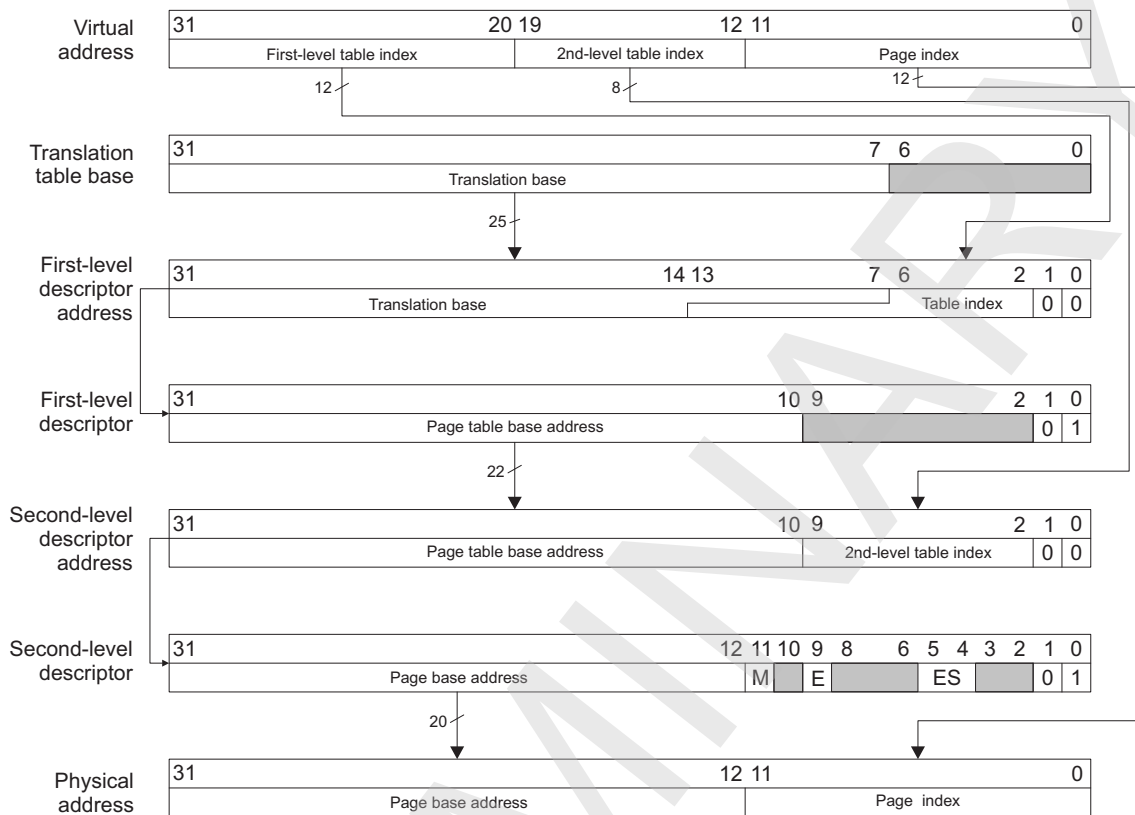 Virtual address
31 20 19 12 11 0
First-level table index 2nd-level table index Page index
12 8 12
Translation table base
31 7 6 0
Translation base
25
First-level descriptor address
31 14 13 7 6 2 1 0
Translation base Table index 0 0
First-level descriptor
31 10 9 2 1 0
Page table base address 0 1
22
Second-level descriptor address
31 10 9 2 1 0
Page table base address 2nd-level table index 0 0
Second-level descriptor
31 12 11 10 9 8 6 5 4 3 2 1 0
Page base address M E ES 0 1
20
Physical address
31 12 11 0
Page base address Page index
MINARY